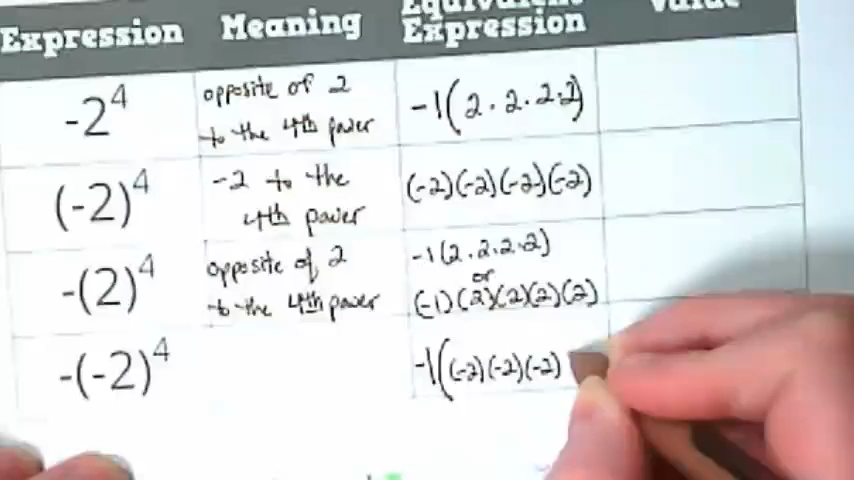 Equivalent
Expression Meaning Expression Value
-2⁴
opposite of 2
to the 4th power
-1(2·2·2·2)
(-2)⁴
-2 to the
4th power
(-2)(-2)(-2)(-2)
-(2)⁴
opposite of 2
to the 4th power
-1(2·2·2·2)
or
(-1)(2)(2)(2)(2)
-(-2)⁴
-1((-2)(-2)(-2)